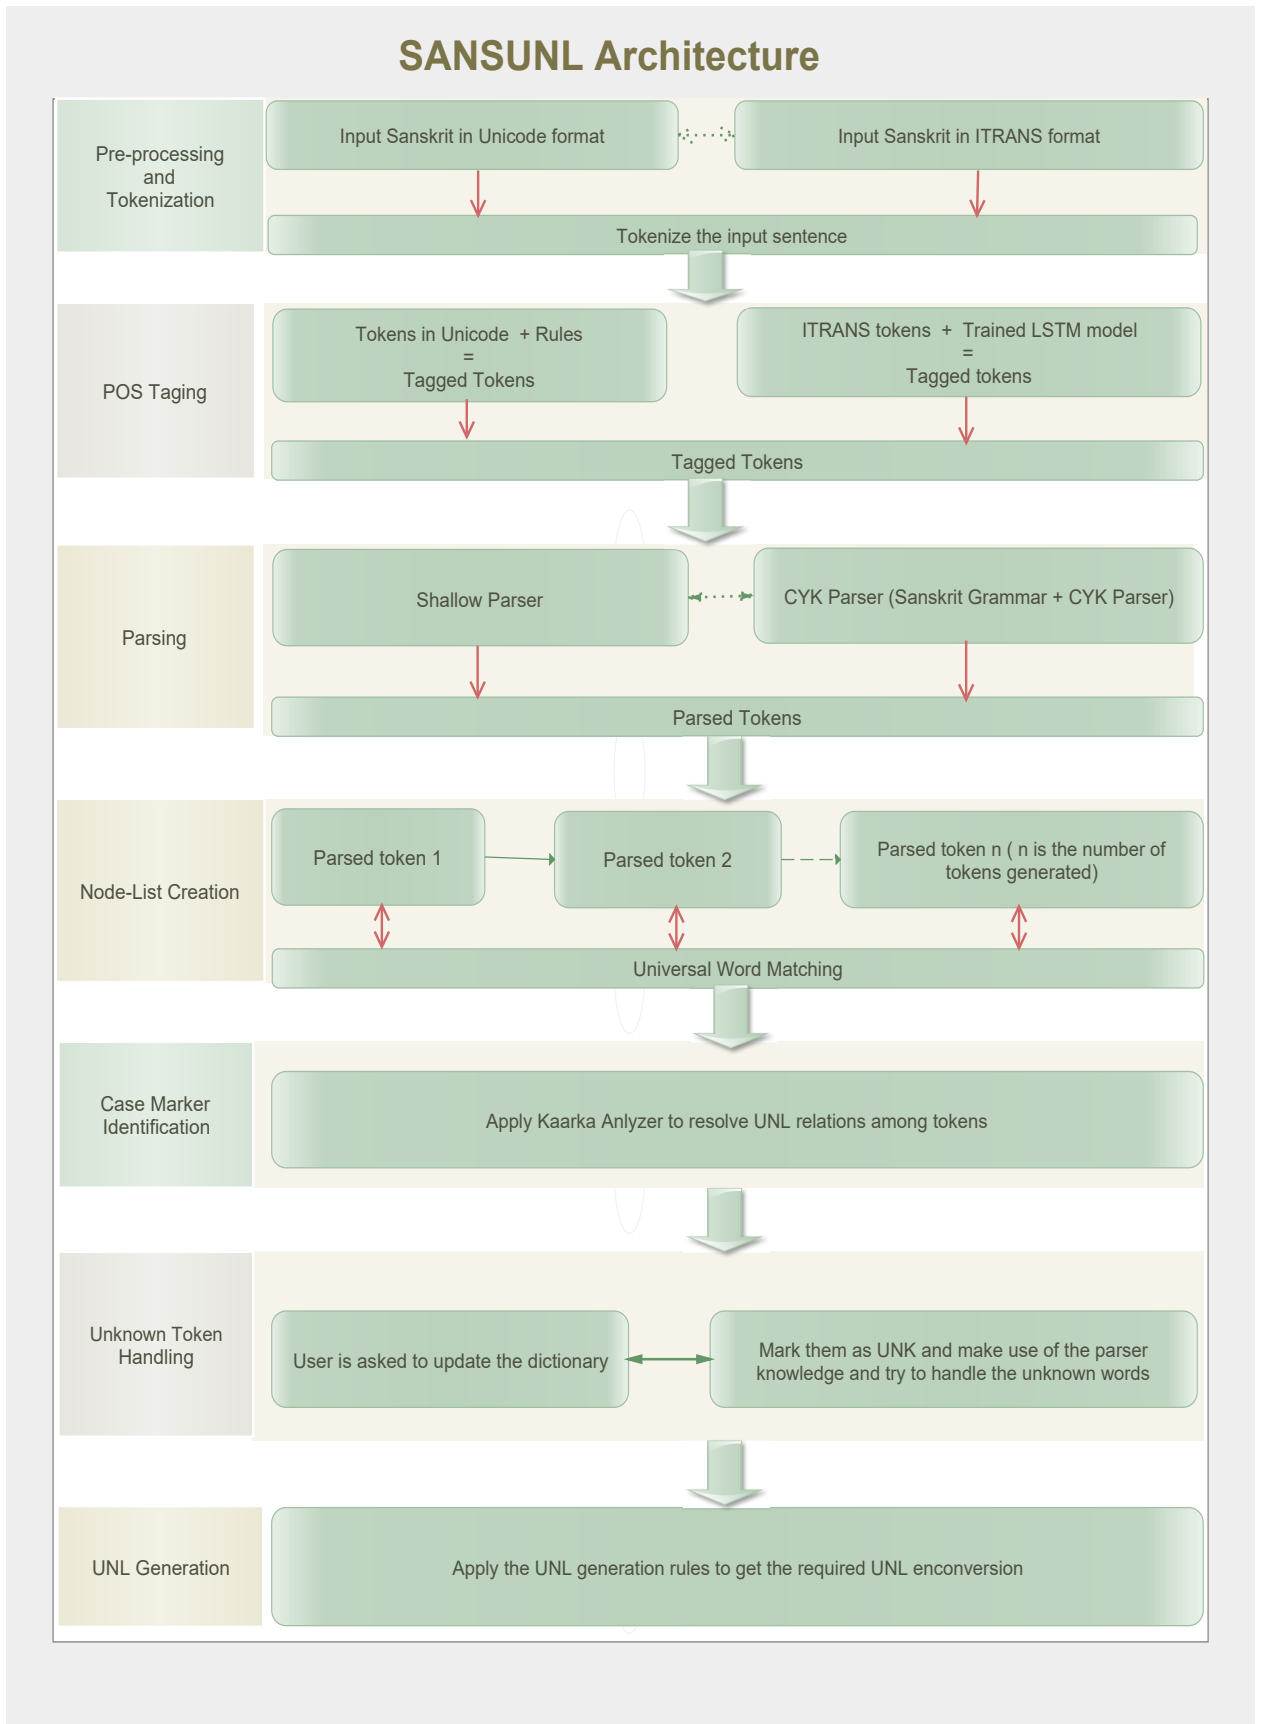 SANSUNL Architecture
Pre-processing
and
Tokenization
Input Sanskrit in Unicode format
Input Sanskrit in ITRANS format
Tokenize the input sentence
POS Taging
Tokens in Unicode + Rules
=
Tagged Tokens
ITRANS tokens + Trained LSTM model
=
Tagged tokens
Tagged Tokens
Parsing
Shallow Parser
CYK Parser (Sanskrit Grammar + CYK Parser)
Parsed Tokens
Node-List Creation
Parsed token 1
Parsed token 2
Parsed token n ( n is the number of
tokens generated)
Universal Word Matching
Case Marker
Identification
Apply Kaarka Anlyzer to resolve UNL relations among tokens
Unknown Token
Handling
User is asked to update the dictionary
Mark them as UNK and make use of the parser
knowledge and try to handle the unknown words
UNL Generation
Apply the UNL generation rules to get the required UNL enconversion